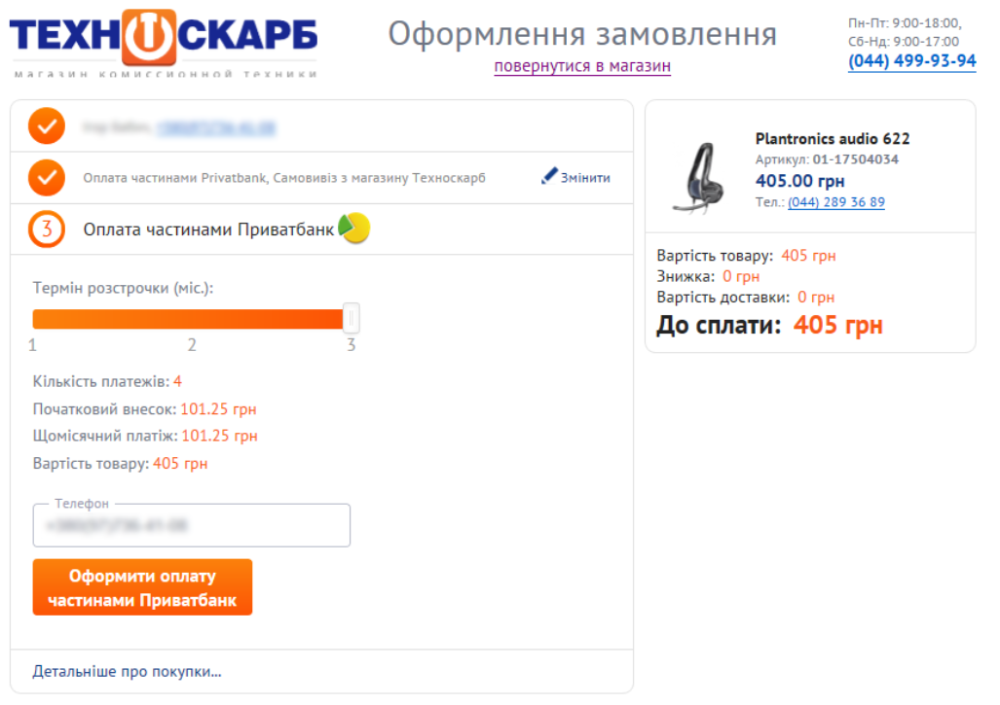 ТЕХНОСКАРБ
магазин комиссионной техники
Оформлення замовлення
повернутися в магазин
Пн-Пт: 9:00-18:00,
Сб-Нд: 9:00-17:00
(044) 499-93-94
Оплата частинами Privatbank, Самовивіз з магазину Техноскарб
Змінити
3 Оплата частинами Приватбанк
Термін розстрочки (міс.):
1 2 3
Кількість платежів: 4
Початковий внесок: 101.25 грн
Щомісячний платіж: 101.25 грн
Вартість товару: 405 грн
Телефон
Оформити оплату
частинами Приватбанк
Детальніше про покупки...
Plantronics audio 622
Артикул: 01-17504034
405.00 грн
Тел.: (044) 289 36 89
Вартість товару: 405 грн
Знижка: 0 грн
Вартість доставки: 0 грн
До сплати: 405 грн